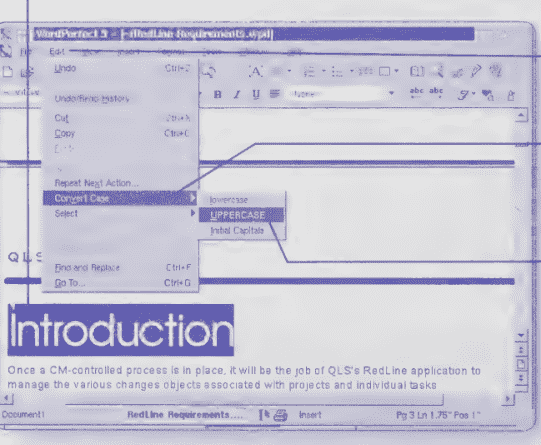 WordPerfect 9 - [-\RedLine Requirements.wpd]
Edit
Undo Ctrl+Z
Undo/Redo History
Cut Ctrl+X
Copy Ctrl+C
Repeat Next Action...
Convert Case
lowercase
Select
UPPERCASE
Initial Capitals
QLS
Find and Replace Ctrl+F
Go To... Ctrl+G
B I U None abc abc
Introduction
Once a CM-controlled process is in place, it will be the job of QLS's RedLine application to
manage the various changes objects associated with projects and individual tasks
Document1 RedLine Requirements.... Insert Pg 3 Ln 1.75" Pos 1"